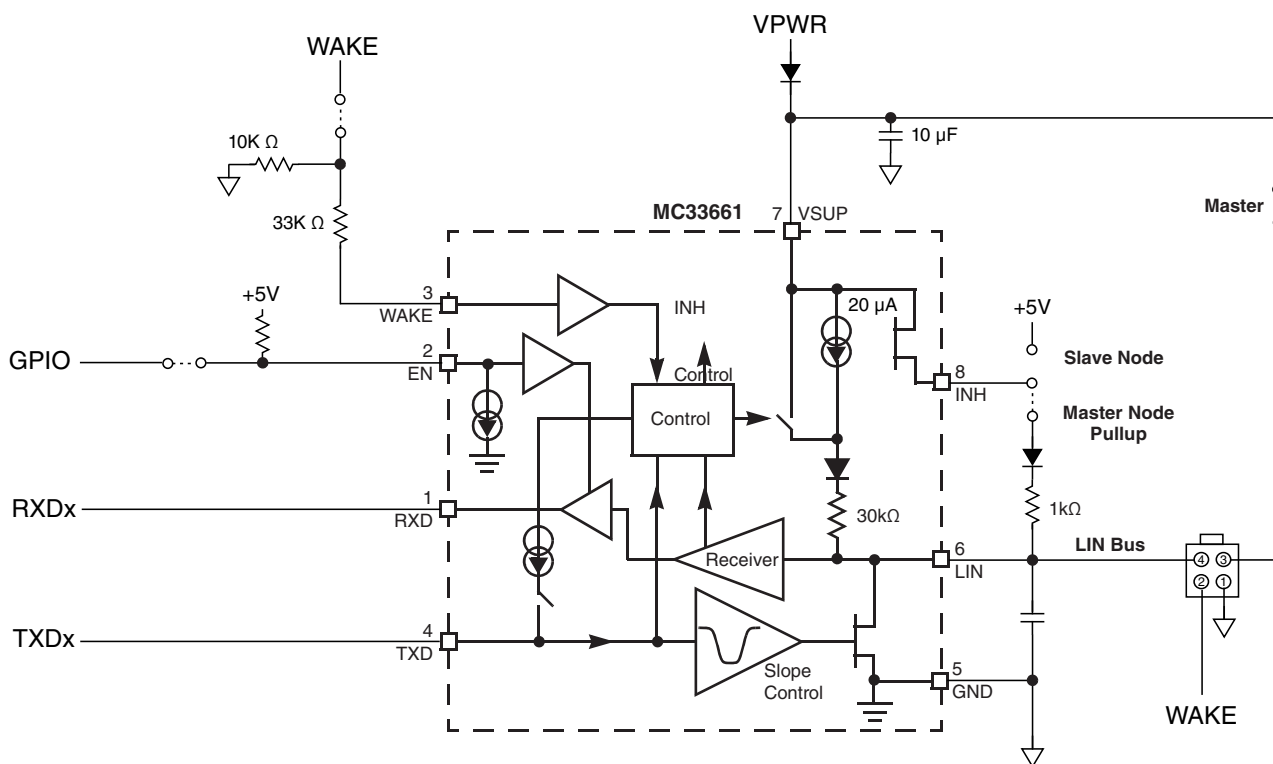 VPWR
WAKE
10K Ω
10 µF
33K Ω
MC33661
7
VSUP
Master
+5V
3
WAKE
INH
20 µA
+5V
GPIO
2
EN
Control
Control
8
INH
Slave Node
Master Node
Pullup
RXDx
1
RXD
30kΩ
1kΩ
Receiver
6
LIN
LIN Bus
4
3
2
1
TXDx
4
TXD
Slope
Control
5
GND
WAKE